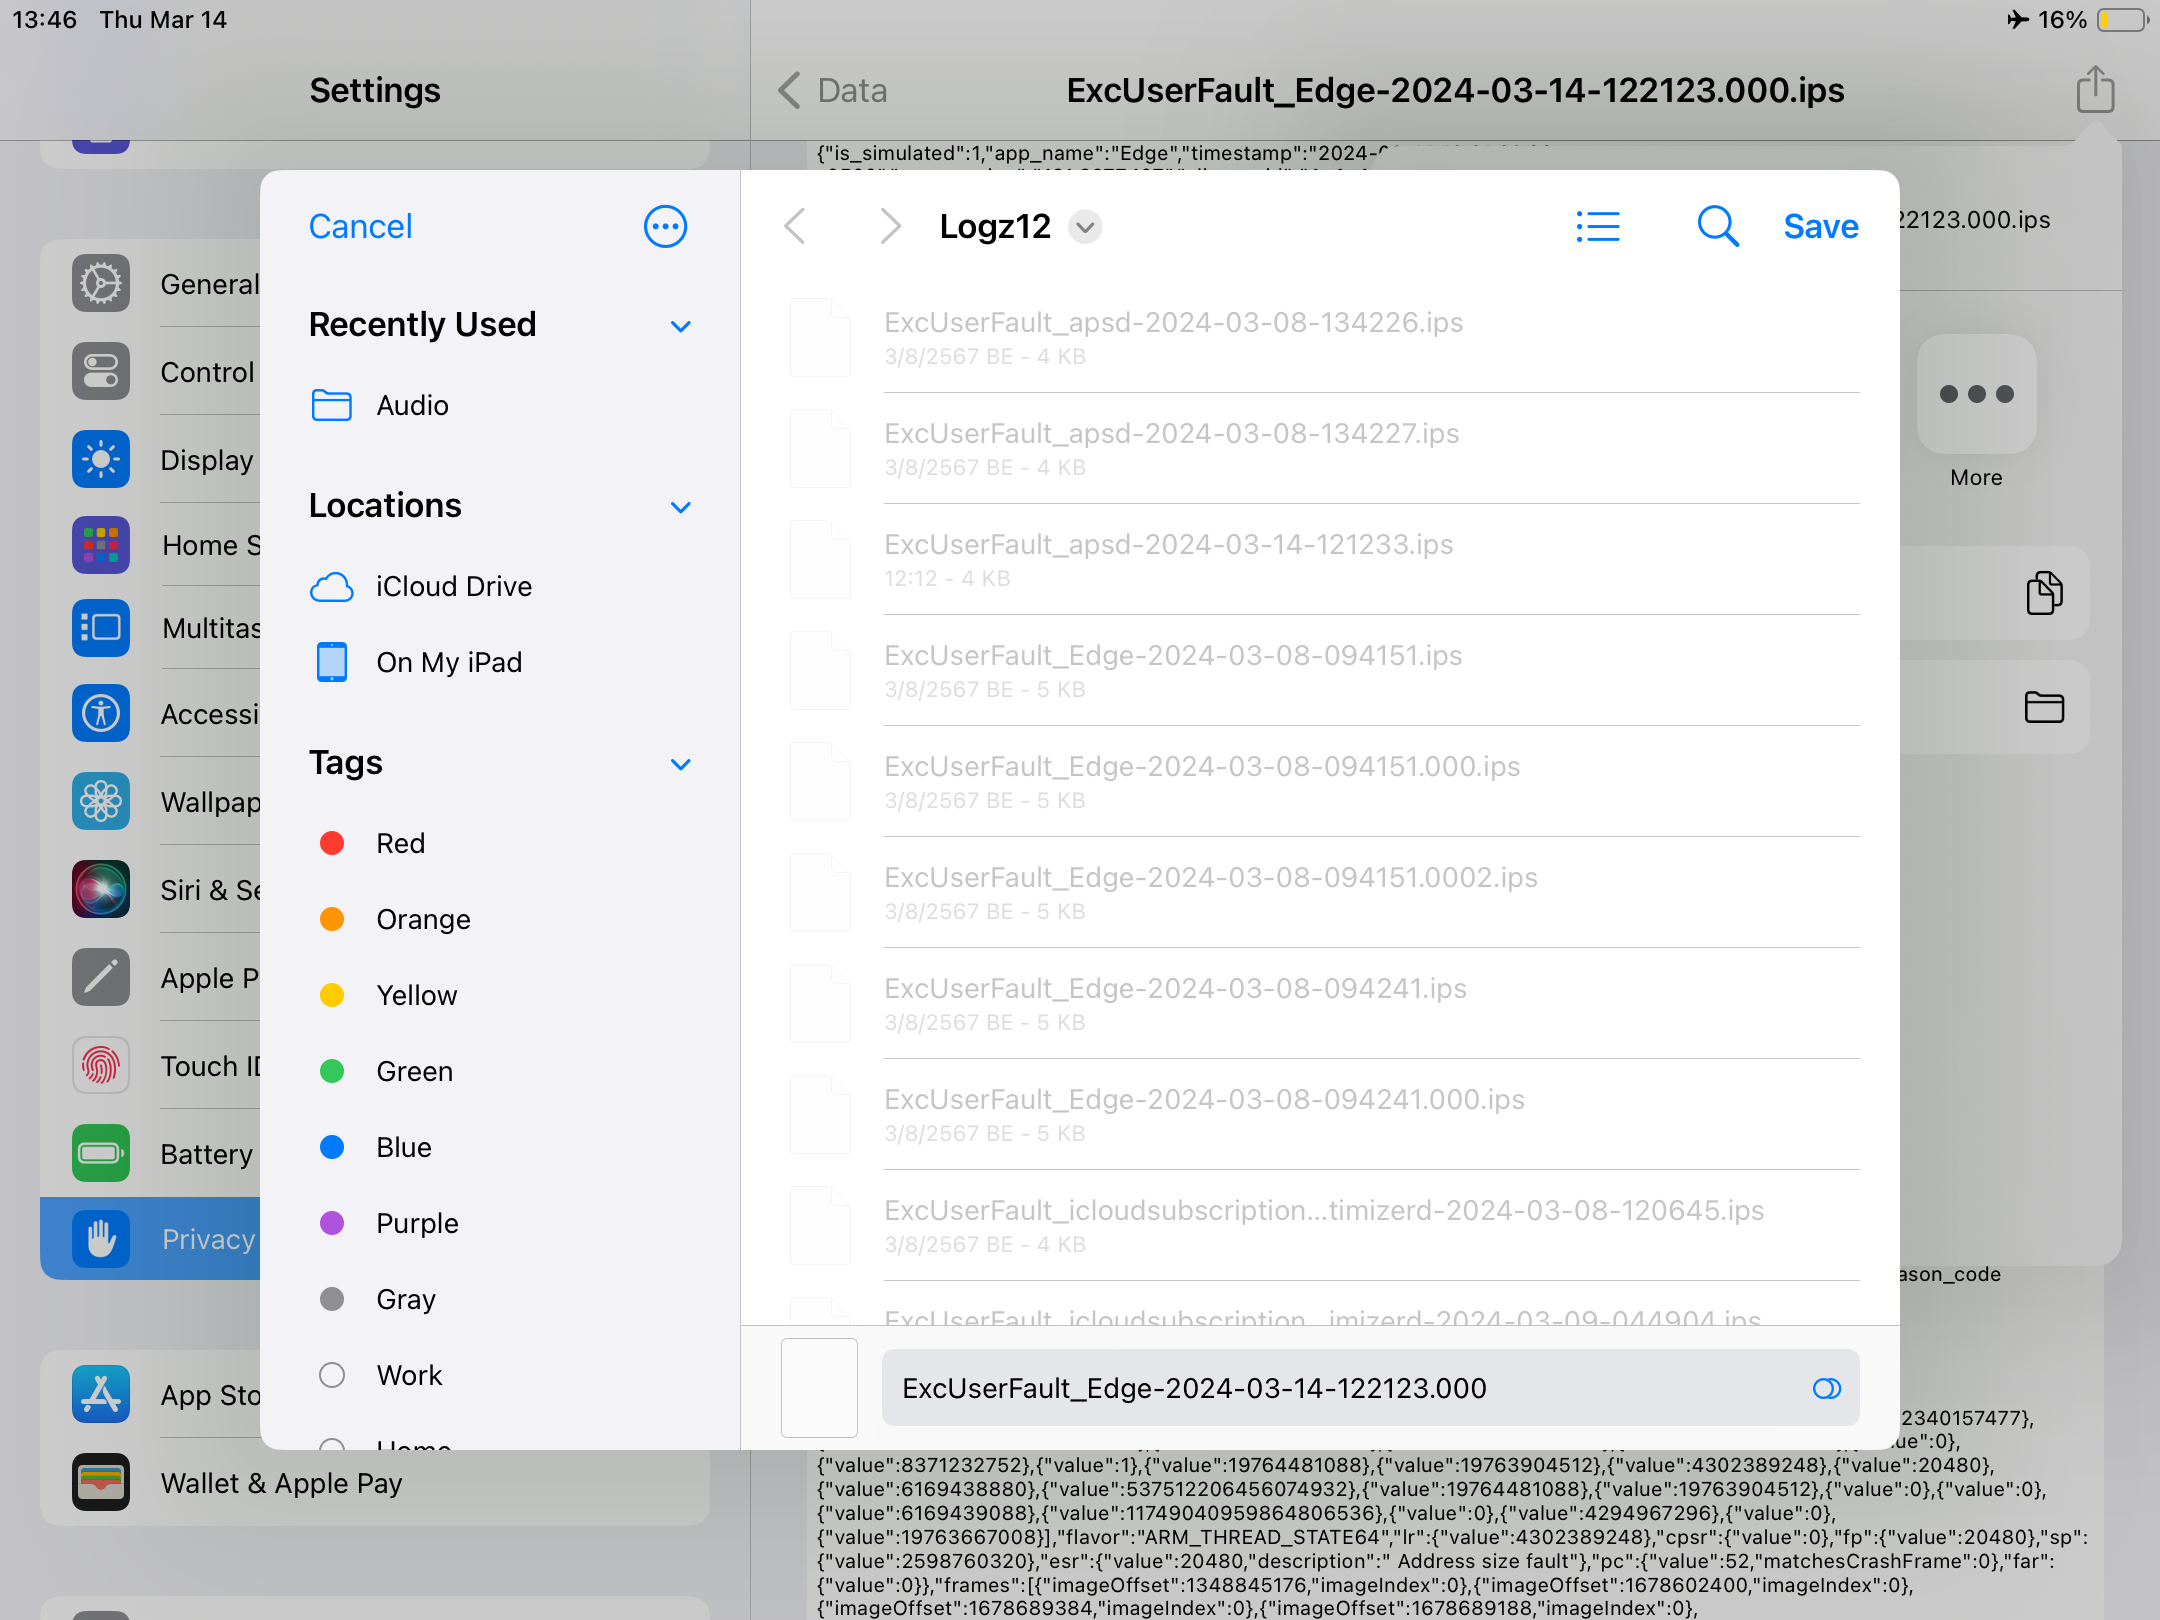 13:46 Thu Mar 14
16%
Settings
Data
ExcUserFault_Edge-2024-03-14-122123.000.ips
{"is_simulated":1,"app_name":"Edge","timestamp":"2024-
22123.000.ips
General
Control
Display
Home S
Multitas
Accessi
Wallpap
Siri & Se
Apple P
Touch ID
Battery
Privacy
App Sto
Wallet & Apple Pay
Cancel
Recently Used
Audio
Locations
iCloud Drive
On My iPad
Tags
Red
Orange
Yellow
Green
Blue
Purple
Gray
Work
Home
Logz12
Save
ExcUserFault_apsd-2024-03-08-134226.ips
3/8/2567 BE - 4 KB
ExcUserFault_apsd-2024-03-08-134227.ips
3/8/2567 BE - 4 KB
ExcUserFault_apsd-2024-03-14-121233.ips
12:12 - 4 KB
ExcUserFault_Edge-2024-03-08-094151.ips
3/8/2567 BE - 5 KB
ExcUserFault_Edge-2024-03-08-094151.000.ips
3/8/2567 BE - 5 KB
ExcUserFault_Edge-2024-03-08-094151.0002.ips
3/8/2567 BE - 5 KB
ExcUserFault_Edge-2024-03-08-094241.ips
3/8/2567 BE - 5 KB
ExcUserFault_Edge-2024-03-08-094241.000.ips
3/8/2567 BE - 5 KB
ExcUserFault_icloudsubscription...timizerd-2024-03-08-120645.ips
3/8/2567 BE - 4 KB
ExcUserFault_icloudsubscription...imizerd-2024-03-09-044904.ips
ExcUserFault_Edge-2024-03-14-122123.000
More
ason_code
2340157477},
ue":0},
{"value":8371232752},{"value":1},{"value":19764481088},{"value":19763904512},{"value":4302389248},{"value":20480},
{"value":6169438880},{"value":537512206456074932},{"value":19764481088},{"value":19763904512},{"value":0},{"value":0},
{"value":6169439088},{"value":11749040959864806536},{"value":0},{"value":4294967296},{"value":0},
{"value":19763667008}],"flavor":"ARM_THREAD_STATE64","lr":{"value":4302389248},"cpsr":{"value":0},"fp":{"value":20480},"sp":
{"value":2598760320},"esr":{"value":20480,"description":" Address size fault"},"pc":{"value":52,"matchesCrashFrame":0},"far":
{"value":0}},"frames":[{"imageOffset":1348845176,"imageIndex":0},{"imageOffset":1678602400,"imageIndex":0},
{"imageOffset":1678689384,"imageIndex":0},{"imageOffset":1678689188,"imageIndex":0},